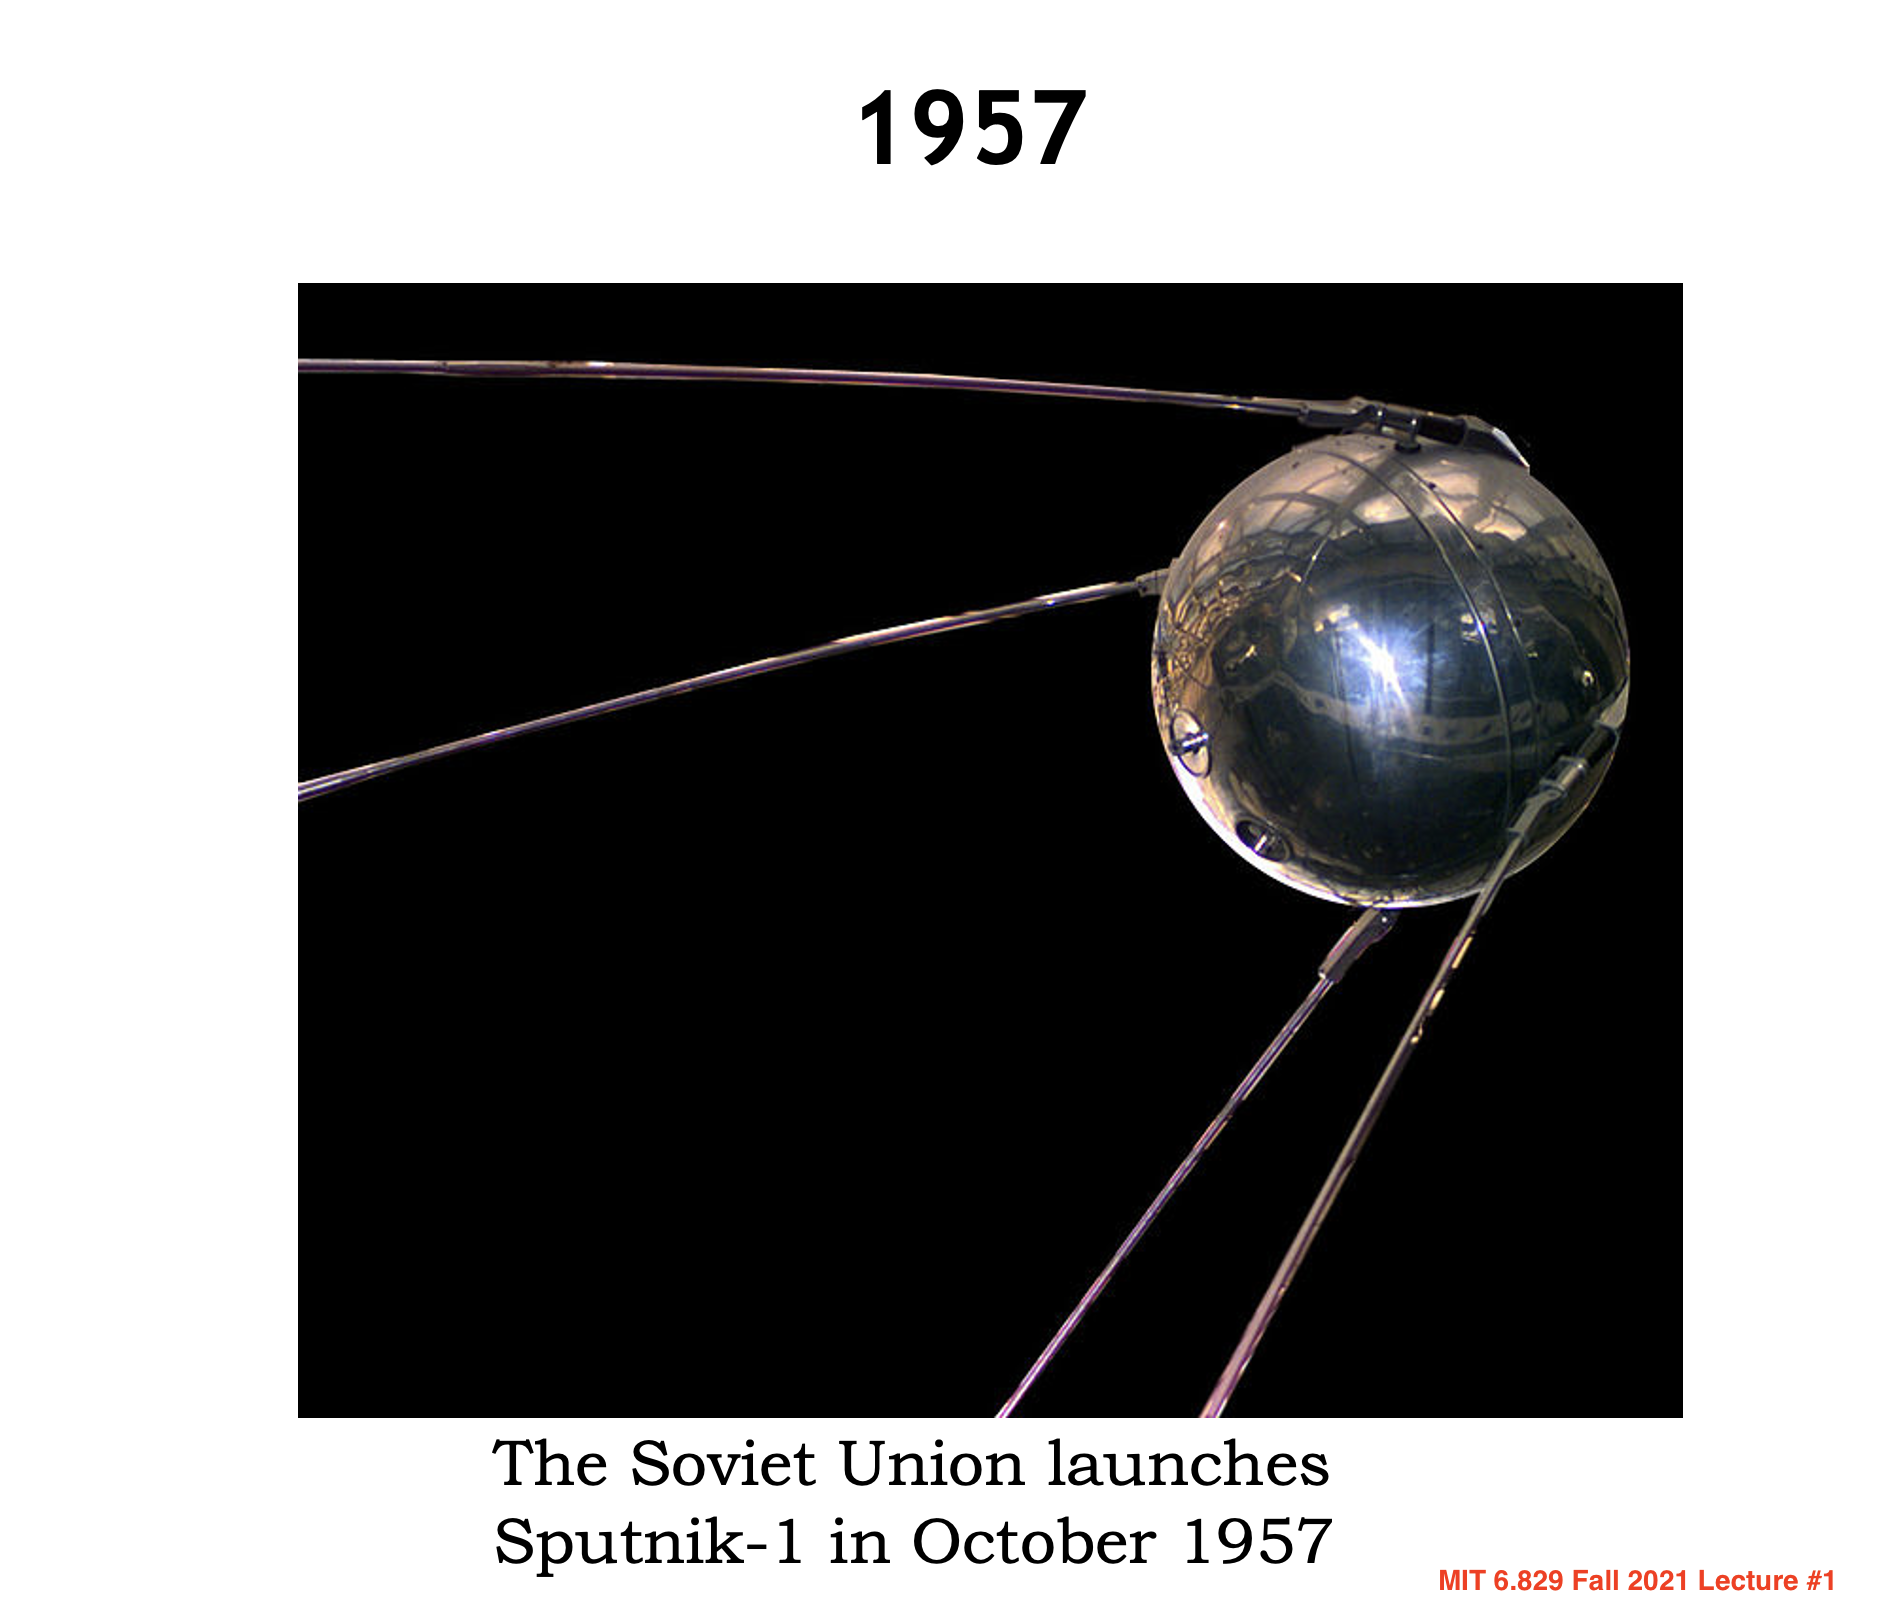 1957
The Soviet Union launches
Sputnik-1 in October 1957
MIT 6.829 Fall 2021 Lecture #1